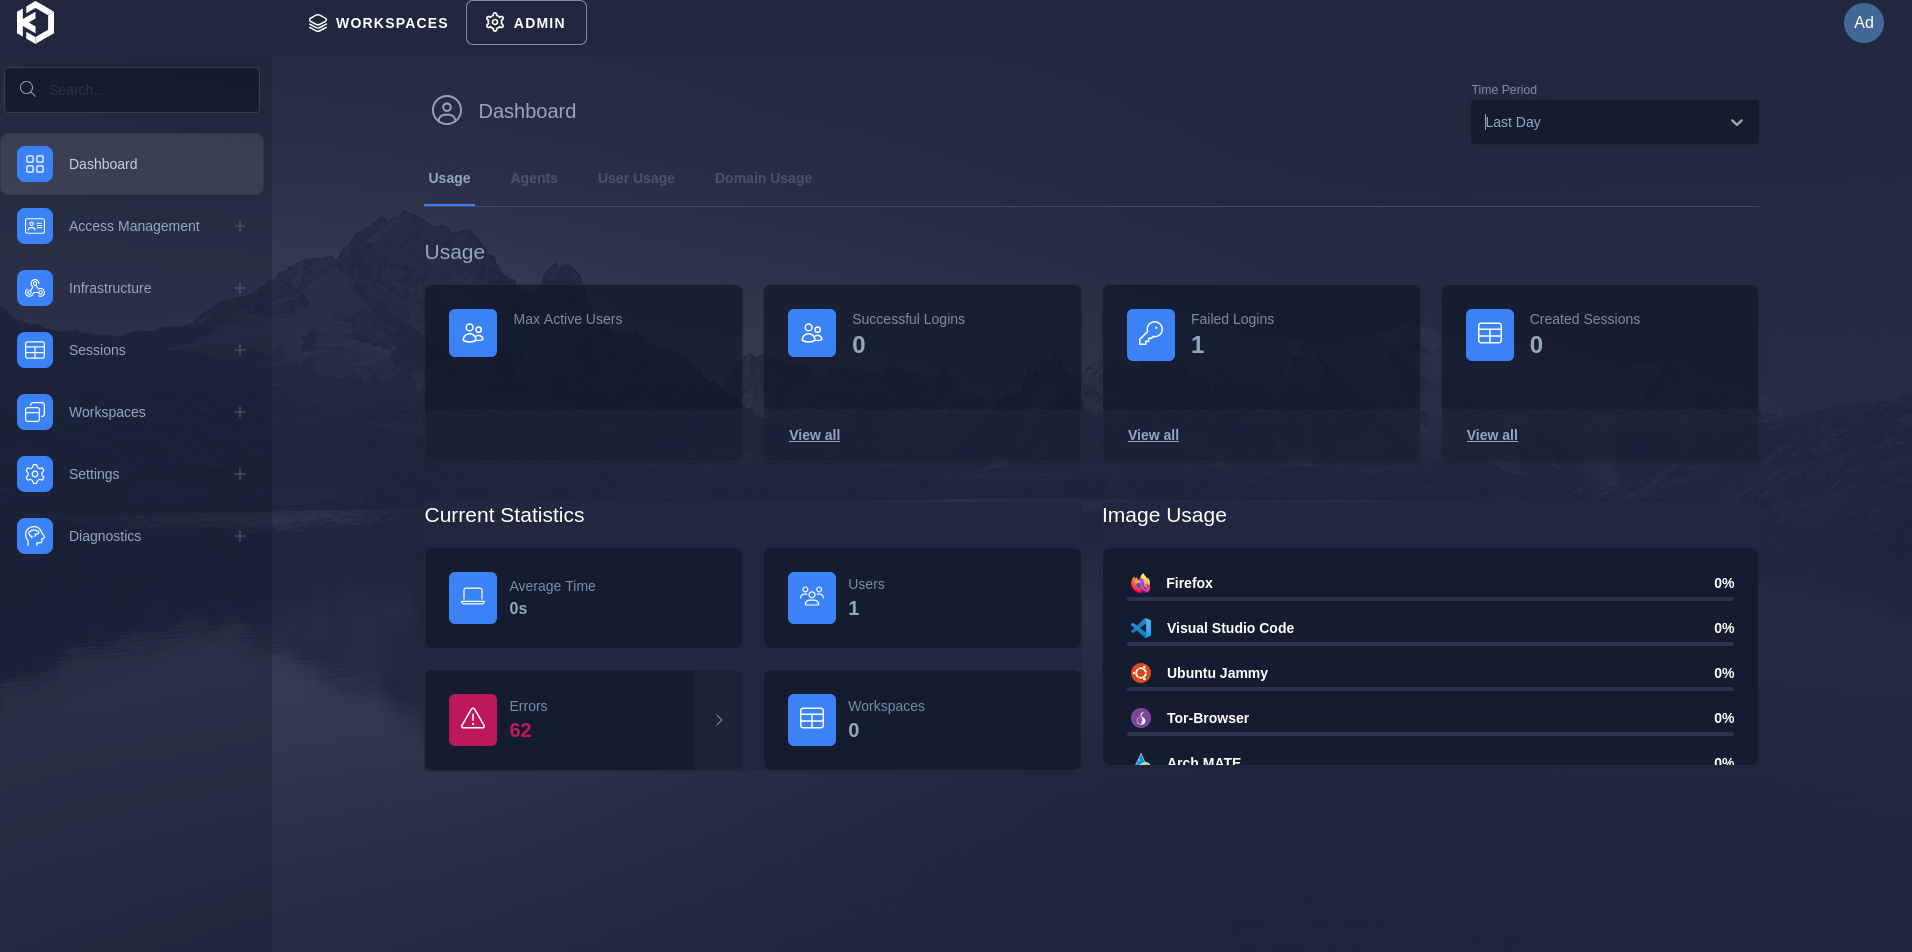 WORKSPACES
ADMIN
Ad
Search...
Dashboard
Access Management
Infrastructure
Sessions
Workspaces
Settings
Diagnostics
Dashboard
Time Period
Last Day
Usage
Agents
User Usage
Domain Usage
Usage
Max Active Users
Successful Logins
0
View all
Failed Logins
1
View all
Created Sessions
0
View all
Current Statistics
Average Time
0s
Users
1
Errors
62
Workspaces
0
Image Usage
Firefox 0%
Visual Studio Code 0%
Ubuntu Jammy 0%
Tor-Browser 0%
Arch MATE 0%